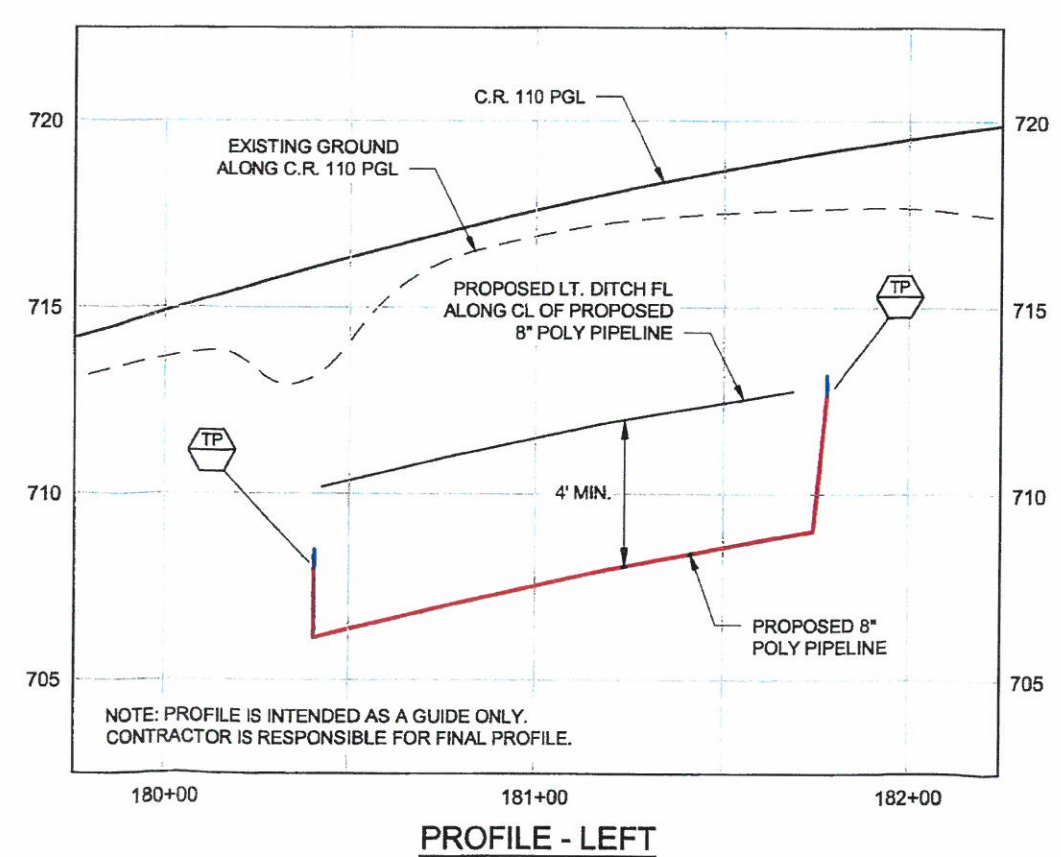 C.R. 110 PGL
720
720
EXISTING GROUND
ALONG C.R. 110 PGL
715
715
PROPOSED LT. DITCH FL
ALONG CL OF PROPOSED
8" POLY PIPELINE
TP
TP
710
710
4' MIN.
PROPOSED 8"
POLY PIPELINE
705
705
NOTE: PROFILE IS INTENDED AS A GUIDE ONLY.
CONTRACTOR IS RESPONSIBLE FOR FINAL PROFILE.
180+00
181+00
182+00
PROFILE - LEFT